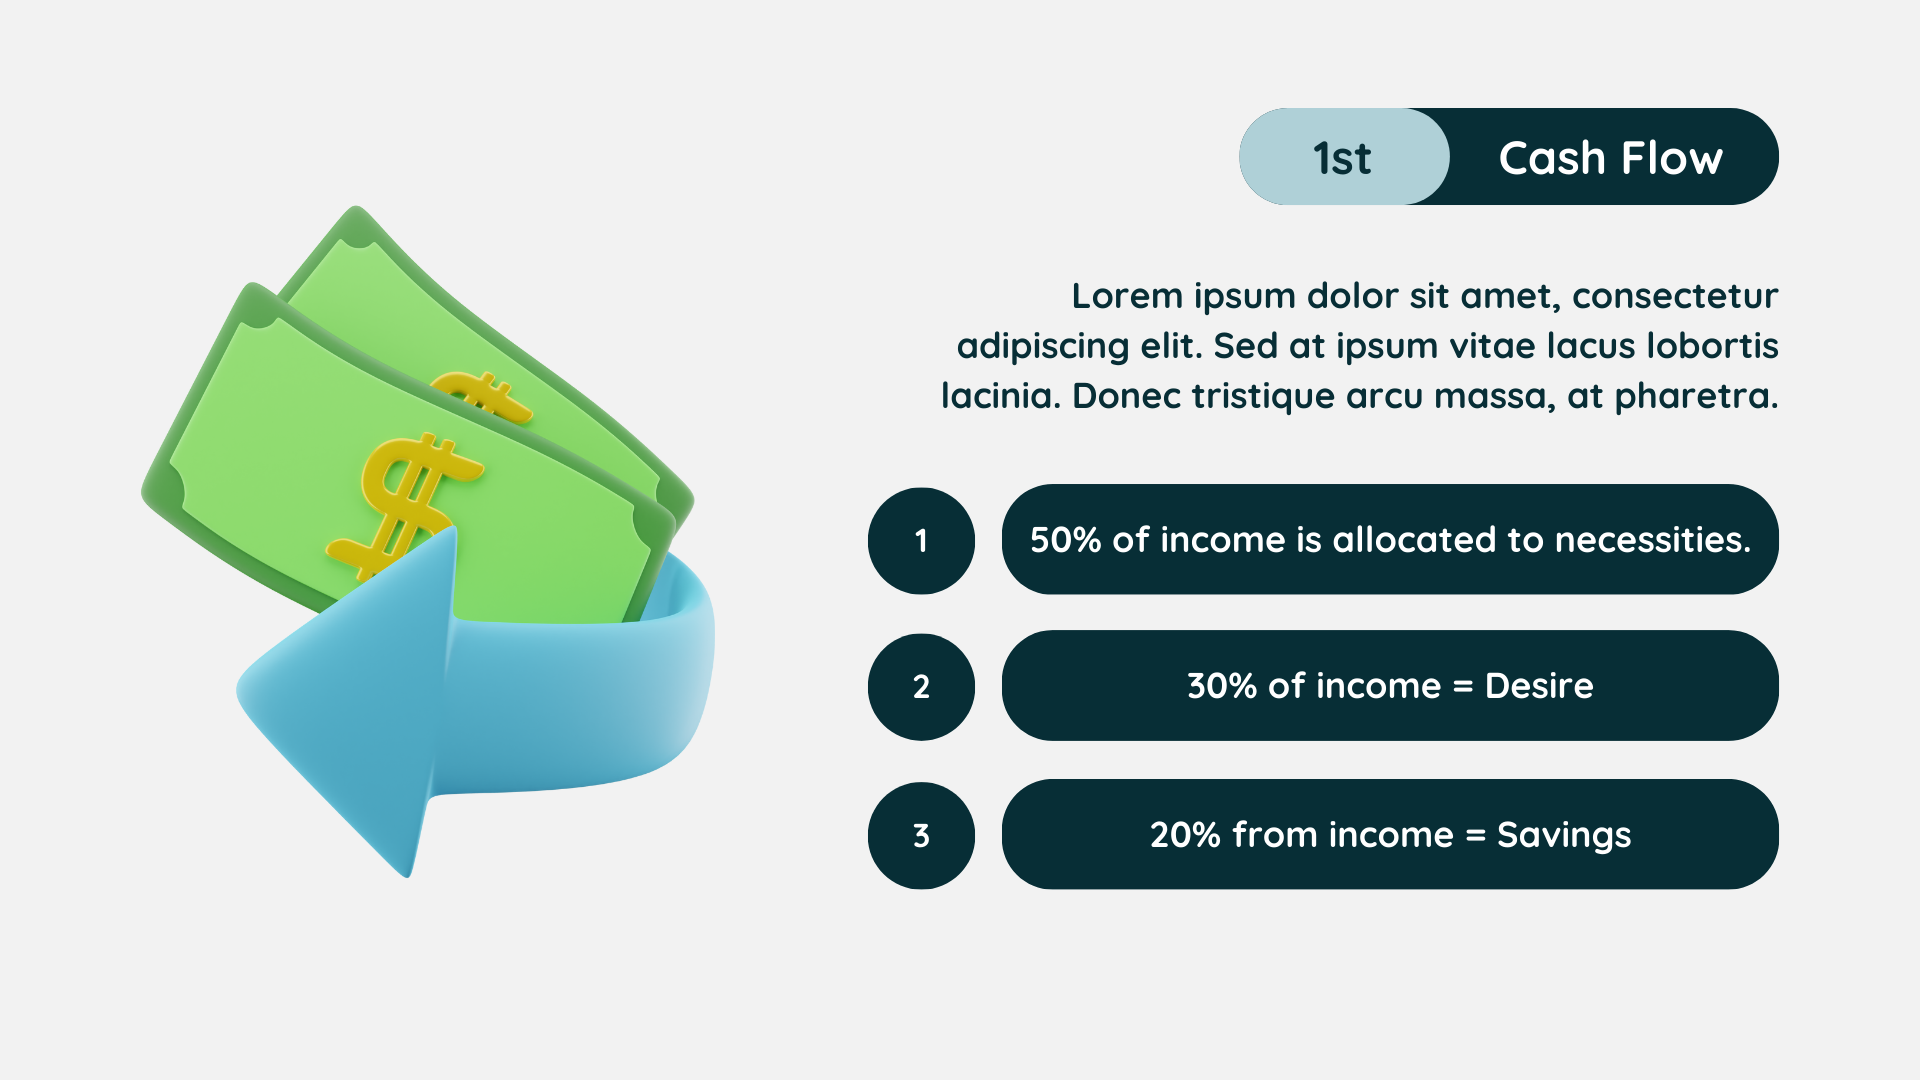 1st Cash Flow
Lorem ipsum dolor sit amet, consectetur
adipiscing elit. Sed at ipsum vitae lacus lobortis
lacinia. Donec tristique arcu massa, at pharetra.
$
$
1 50% of income is allocated to necessities.
2 30% of income = Desire
3 20% from income = Savings